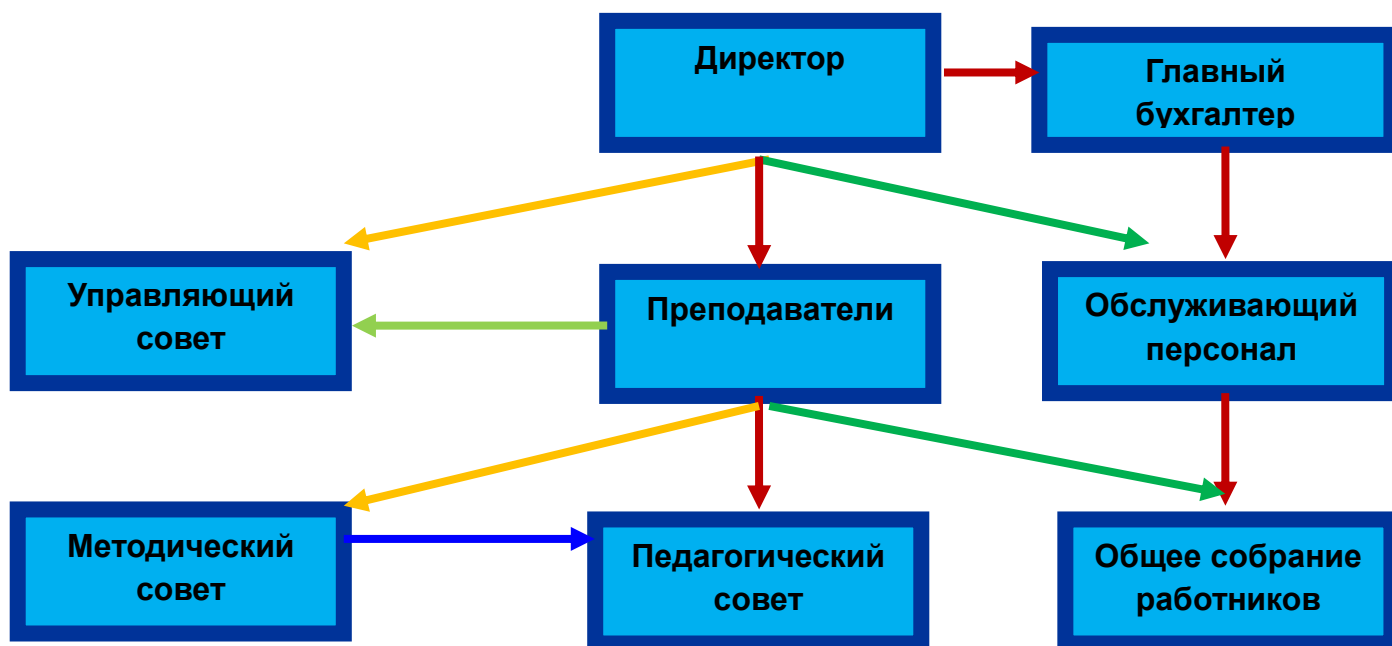 Директор
Главный
бухгалтер
Управляющий
совет
Преподаватели
Обслуживающий
персонал
Методический
совет
Педагогический
совет
Общее собрание
работников